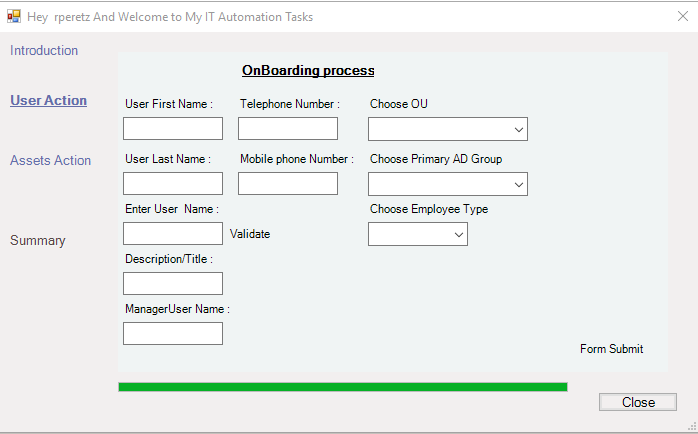 Hey  rperetz And Welcome to My IT Automation Tasks
Introduction
User Action
Assets Action
Summary
OnBoarding process
User First Name :
Telephone Number :
Choose OU
User Last Name :
Mobile phone Number :
Choose Primary AD Group
Enter User  Name :
Choose Employee Type
Validate
Description/Title :
ManagerUser Name :
Form Submit
Close